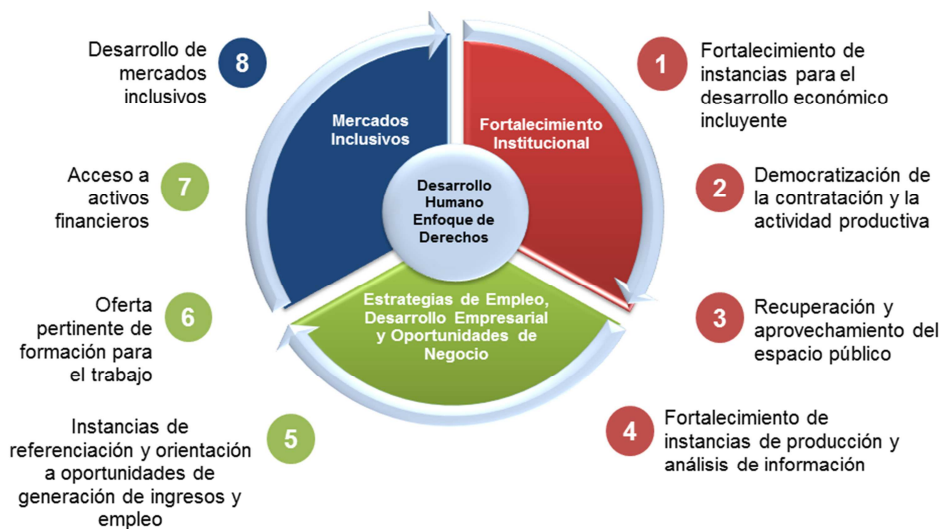 1
Fortalecimiento de
instancias para el
desarrollo económico
incluyente
2
Democratización de
la contratación y la
actividad productiva
3
Recuperación y
aprovechamiento del
espacio público
4
Fortalecimiento de
instancias de producción y
análisis de información
5
Instancias de
referenciación y orientación
a oportunidades de
generación de ingresos y
empleo
6
Oferta
pertinente de
formación para
el trabajo
7
Acceso a
activos
financieros
8
Desarrollo de
mercados
inclusivos
Mercados
Inclusivos
Fortalecimiento
Institucional
Desarrollo
Humano
Enfoque de
Derechos
Estrategias de Empleo,
Desarrollo Empresarial
y Oportunidades de
Negocio